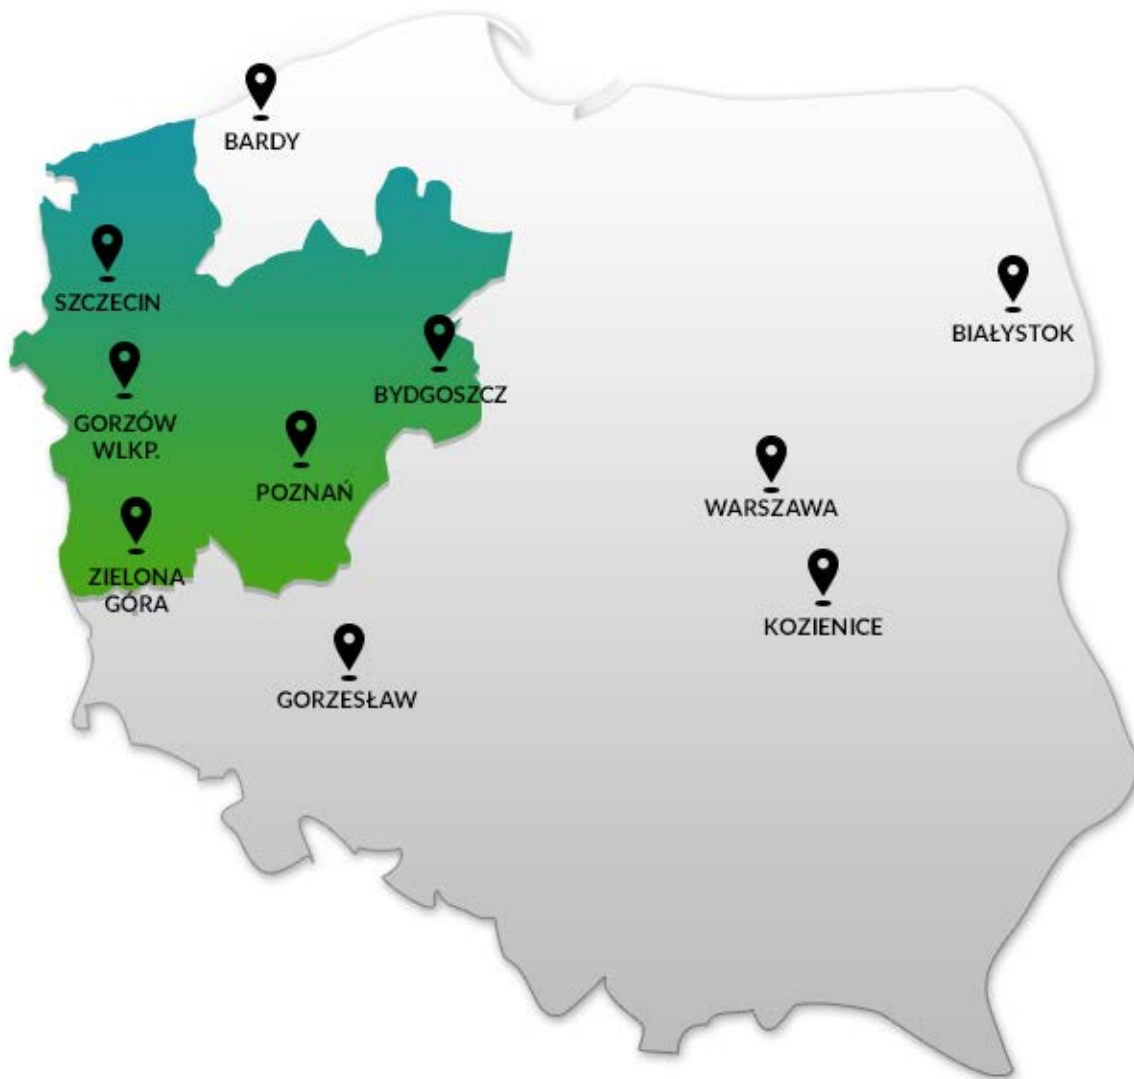 BARDY
SZCZECIN
BIAŁYSTOK
BYDGOSZCZ
GORZÓW
WLKP.
POZNAŃ
WARSZAWA
ZIELONA
GÓRA
KOZIENICE
GORZESŁAW